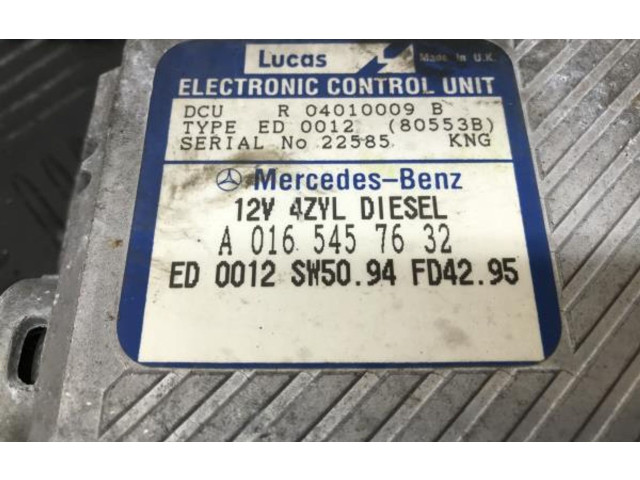 Lucas Made in U.K.
ELECTRONIC CONTROL UNIT
DCU R 04010009 B
TYPE ED 0012 (80553B)
SERIAL No 22585 KNG
Mercedes-Benz
12V 4ZYL DIESEL
A 016 545 76 32
ED 0012 SW50.94 FD42.95